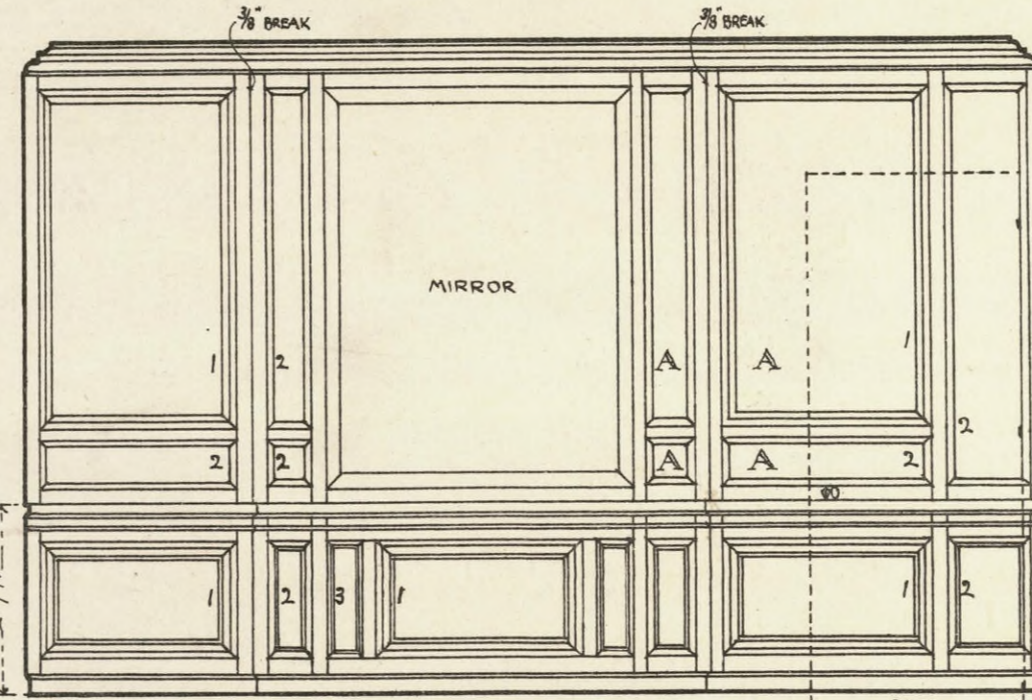 3/8" BREAK 3/8" BREAK
MIRROR
1 2 A A 1
2
2 2 A A 2
1 2 3 1 1 2